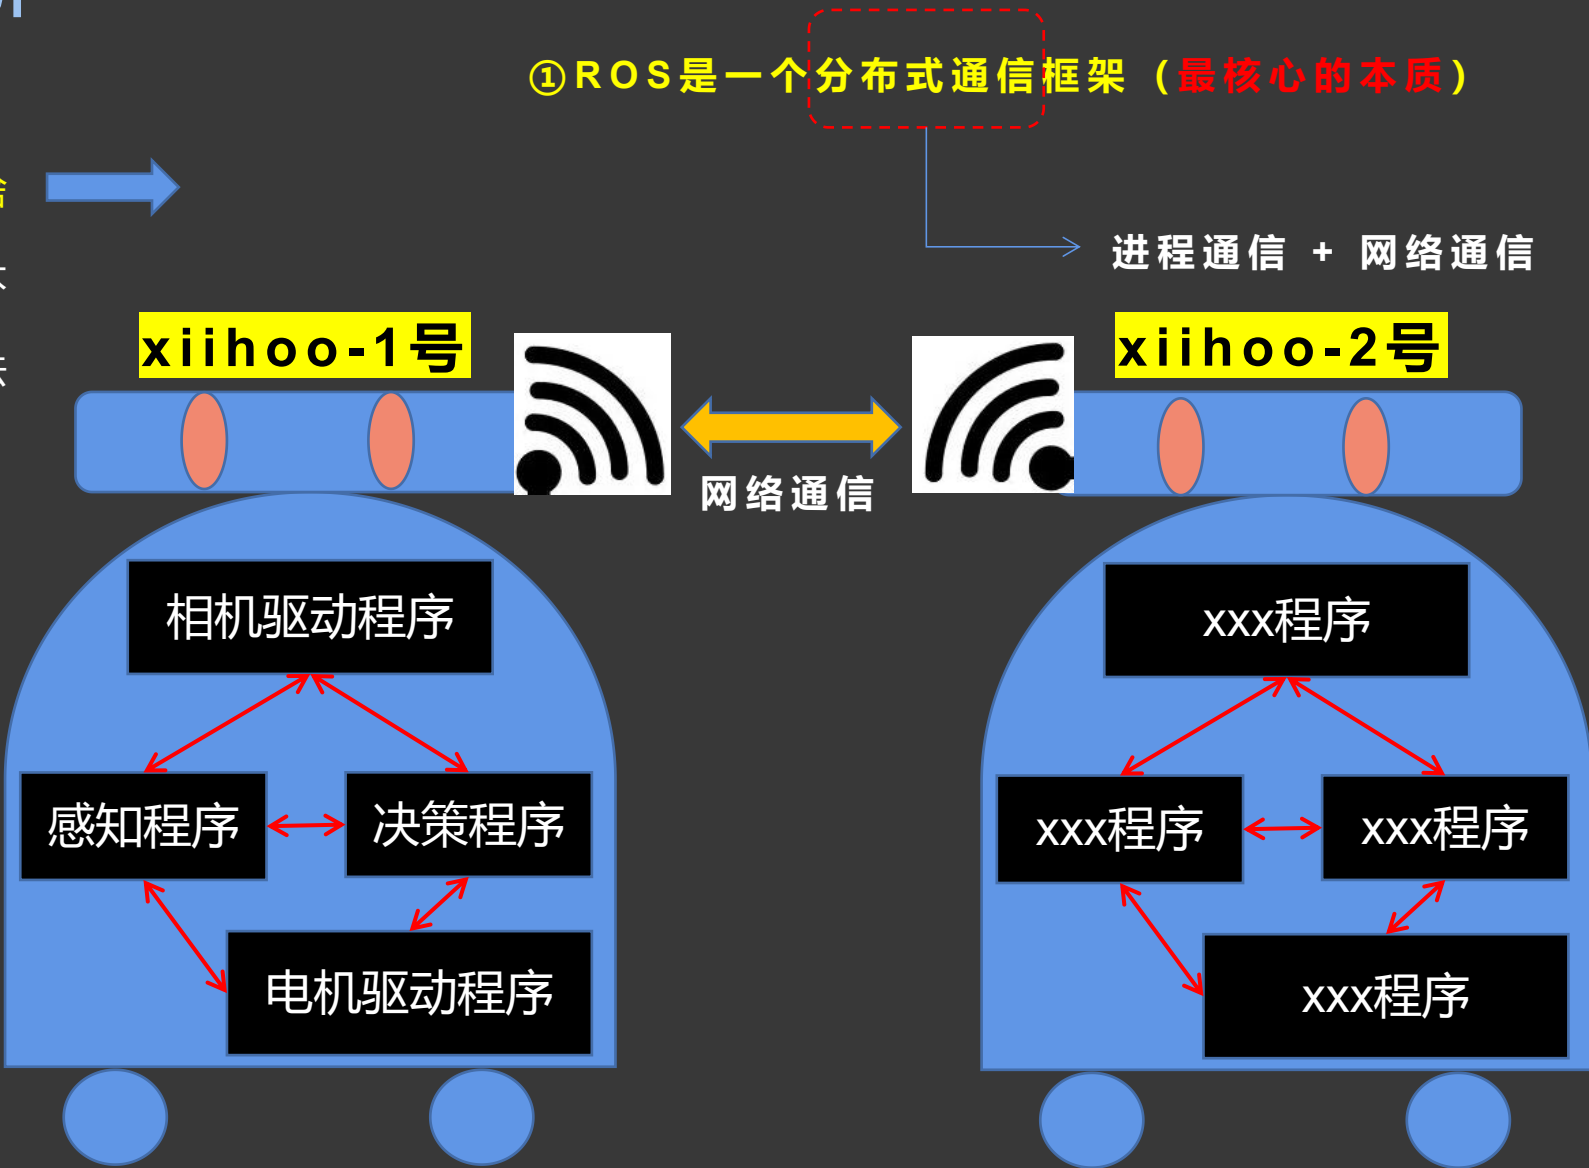 ①ROS是一个分布式通信框架（最核心的本质）
进程通信 + 网络通信
xiihoo-1号
xiihoo-2号
网络通信
相机驱动程序
感知程序
决策程序
电机驱动程序
xxx程序
xxx程序
xxx程序
xxx程序